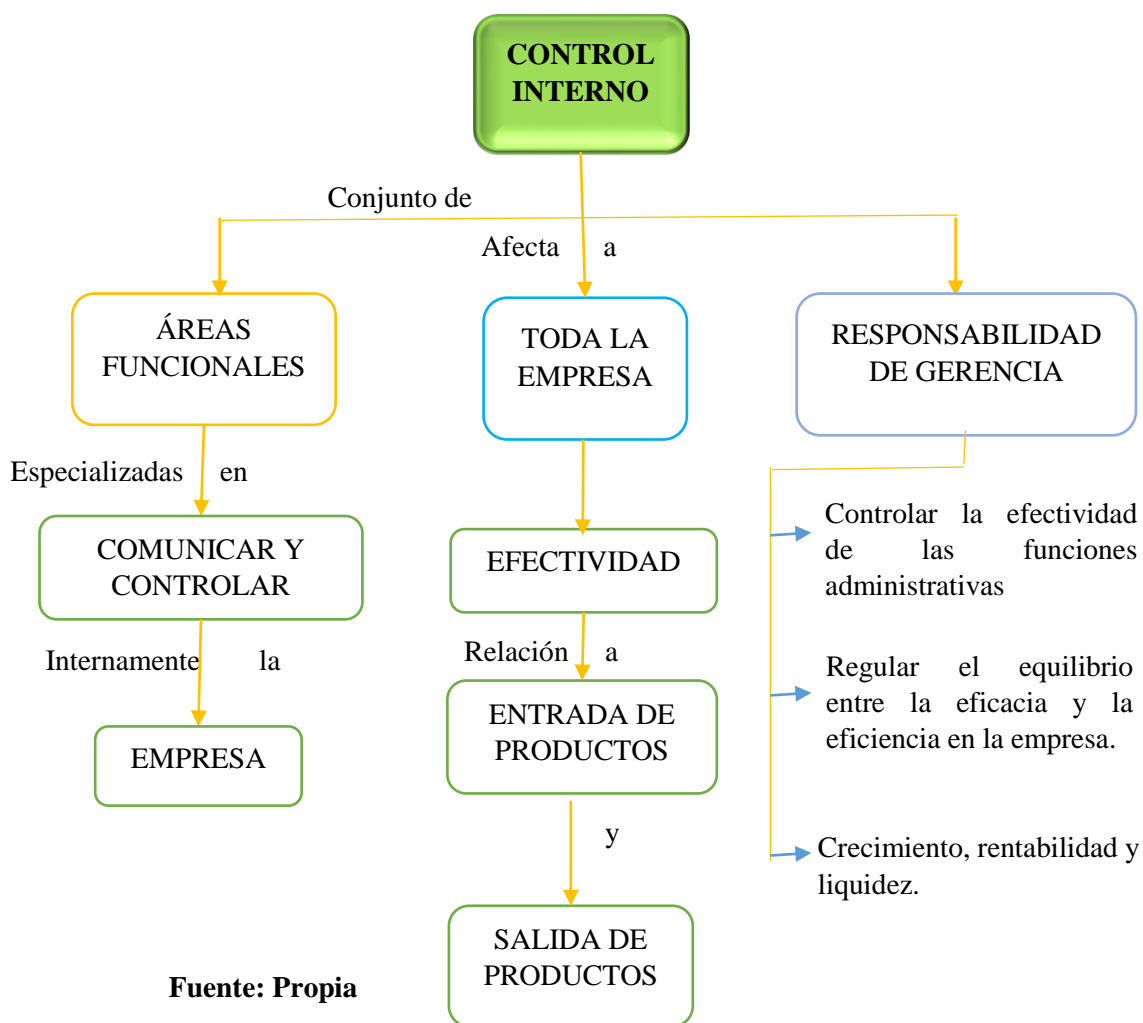 CONTROL
INTERNO
Conjunto de
Afecta a
ÁREAS
FUNCIONALES
TODA LA
EMPRESA
RESPONSABILIDAD
DE GERENCIA
Especializadas en
COMUNICAR Y
CONTROLAR
Internamente la
EMPRESA
EFECTIVIDAD
Relación a
ENTRADA DE
PRODUCTOS
y
SALIDA DE
PRODUCTOS
Controlar la efectividad
de las funciones
administrativas
Regular el equilibrio
entre la eficacia y la
eficiencia en la empresa.
Crecimiento, rentabilidad y
liquidez.
Fuente: Propia